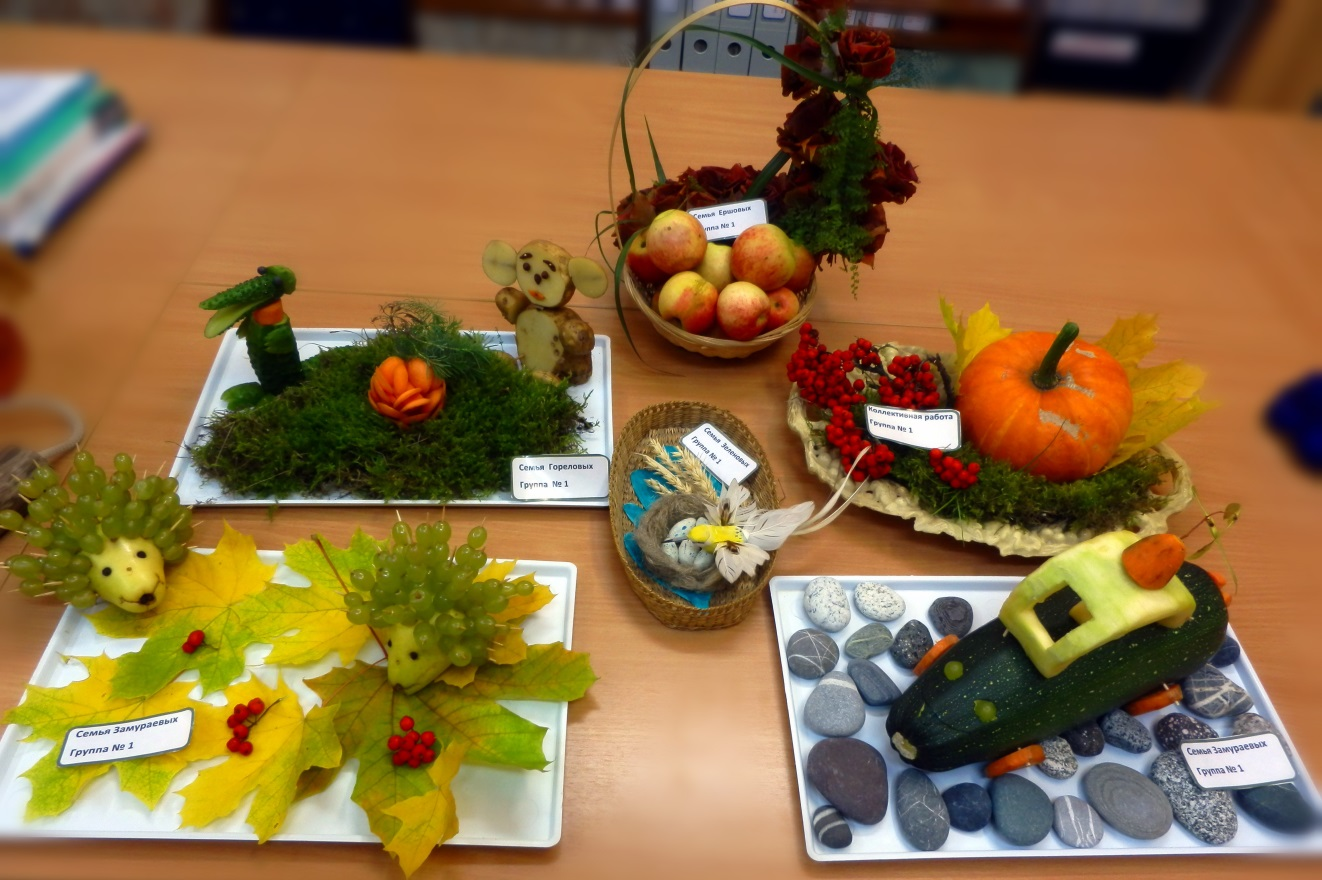 Семья Ершовых
Группа № 1
Коллективная работа
Группа № 1
Семья Зеленовых
Группа № 1
Семья Гореловых
Группа № 1
Семья Замураевых
Группа № 1
Семья Замураевых
Группа № 1